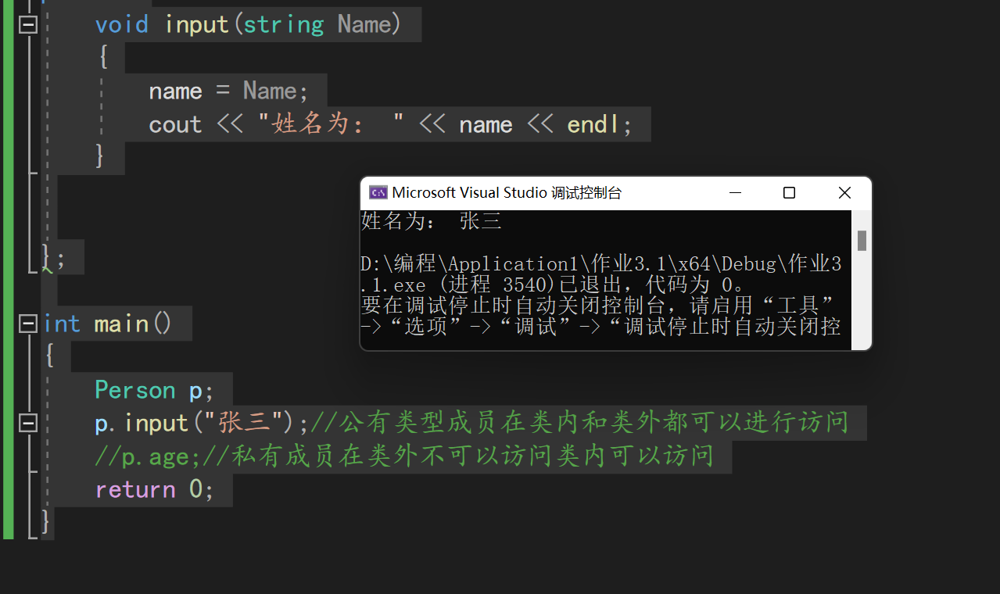 void input(string Name)
{
name = Name;
cout << "姓名为： " << name << endl;
}
};
int main()
{
Person p;
p.input("张三");//公有类型成员在类内和类外都可以进行访问
//p.age;//私有成员在类外不可以访问类内可以访问
return 0;
}
Microsoft Visual Studio 调试控制台
姓名为： 张三
D:\编程\Application1\作业3.1\x64\Debug\作业3
.1.exe (进程 3540)已退出，代码为 0。
要在调试停止时自动关闭控制台，请启用“工具”
->“选项”->“调试”->“调试停止时自动关闭控